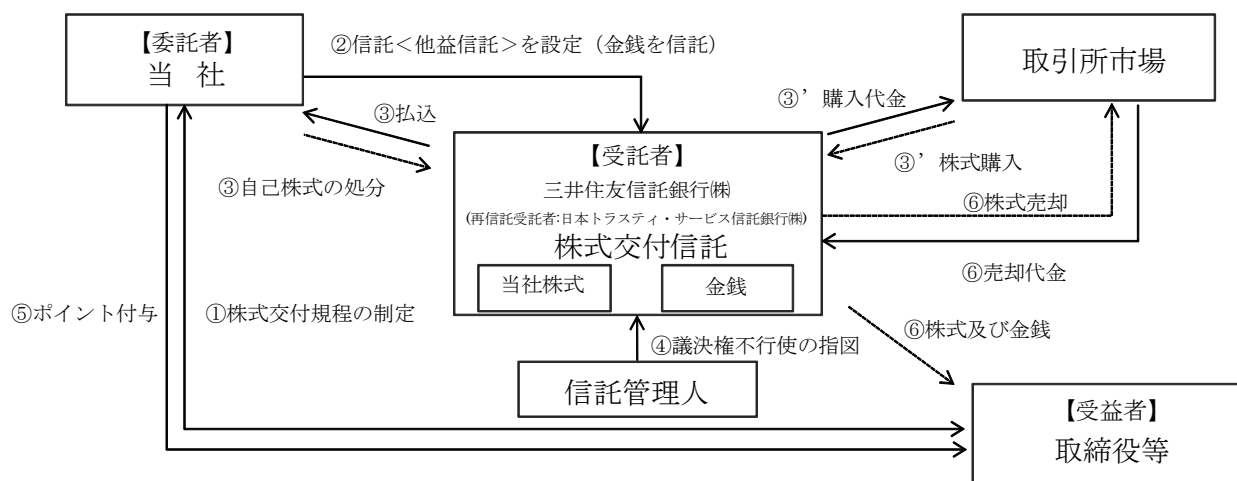 【委託者】
当 社
②信託<他益信託>を設定（金銭を信託）
取引所市場
③払込
③’購入代金
③自己株式の処分
【受託者】
三井住友信託銀行㈱
(再信託受託者:日本トラスティ・サービス信託銀行㈱)
株式交付信託
当社株式
金銭
③’株式購入
⑥株式売却
⑥売却代金
⑤ポイント付与
①株式交付規程の制定
④議決権不行使の指図
⑥株式及び金銭
信託管理人
【受益者】
取締役等